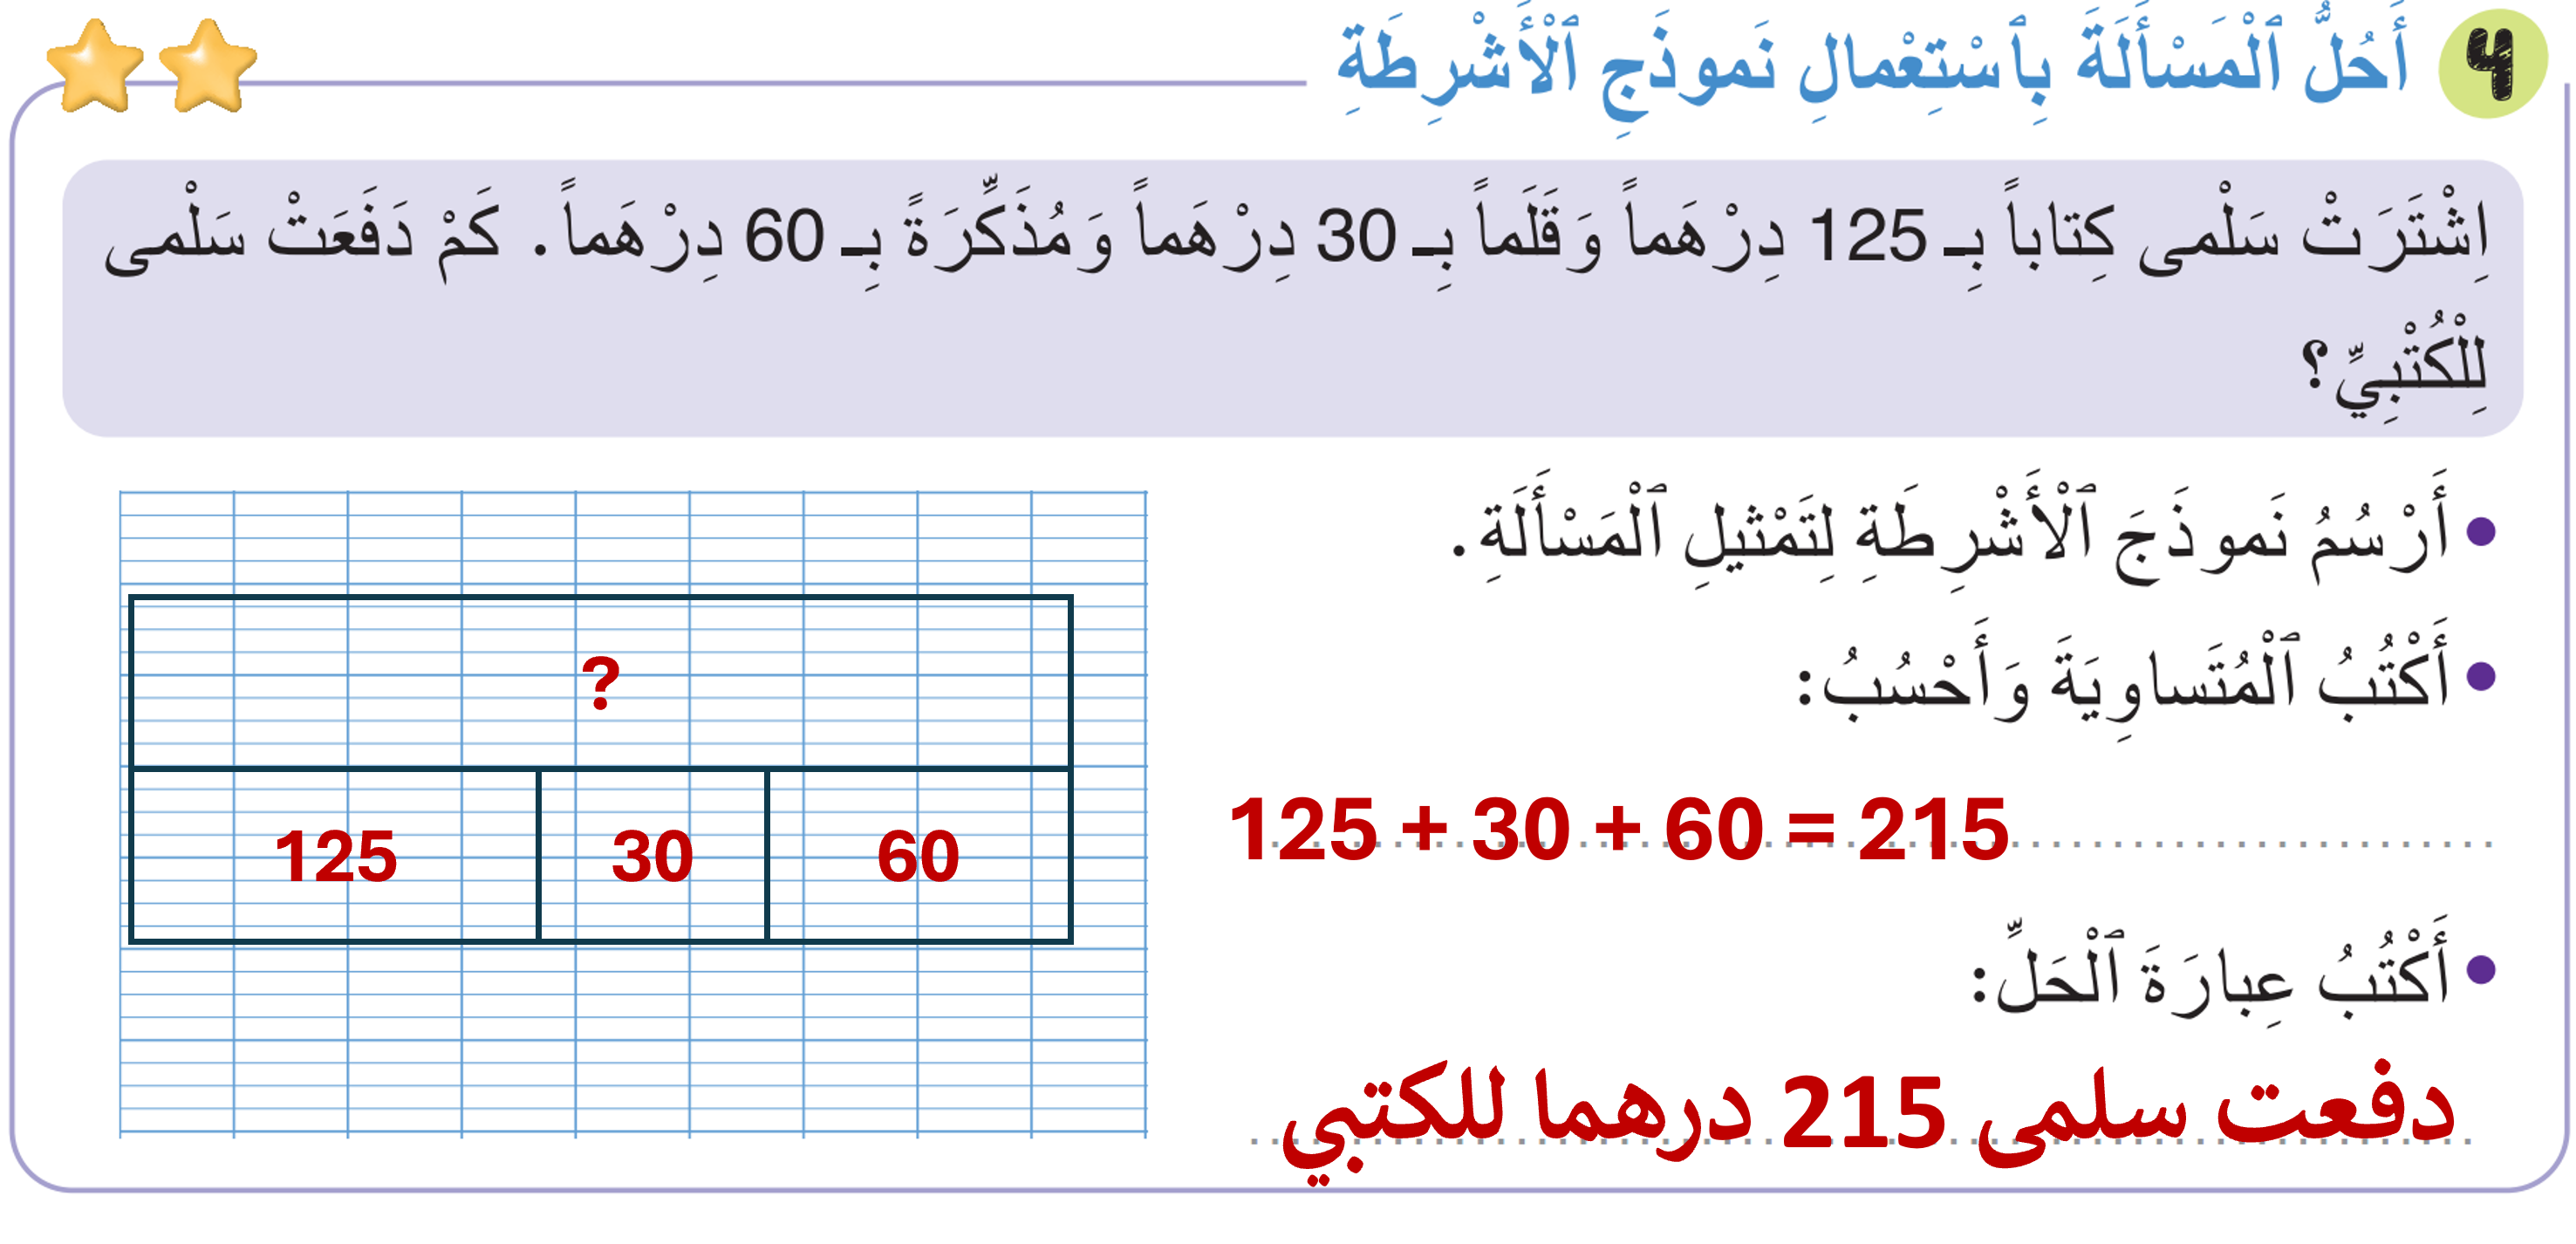 4 أَحُلُّ ٱلْمَسْأَلَةَ بِٱسْتِعْمالِ نَموذَجِ ٱلْأَشْرِطَةِ
اِشْتَرَتْ سَلْمى كِتاباً بِـ 125 دِرْهَماً وَقَلَماً بِـ 30 دِرْهَماً وَمُذَكِّرَةً بِـ 60 دِرْهَماً. كَمْ دَفَعَتْ سَلْمى
لِلْكُتْبِيِّ؟
• أَرْسُمُ نَموذَجَ ٱلْأَشْرِطَةِ لِتَمْثيلِ ٱلْمَسْأَلَةِ.
• أَكْتُبُ ٱلْمُتَساوِيَةَ وَأَحْسُبُ:
125 + 30 + 60 = 215
• أَكْتُبُ عِبارَةَ ٱلْحَلِّ:
دفعت سلمى 215 درهما للكتبي
?
125 30 60